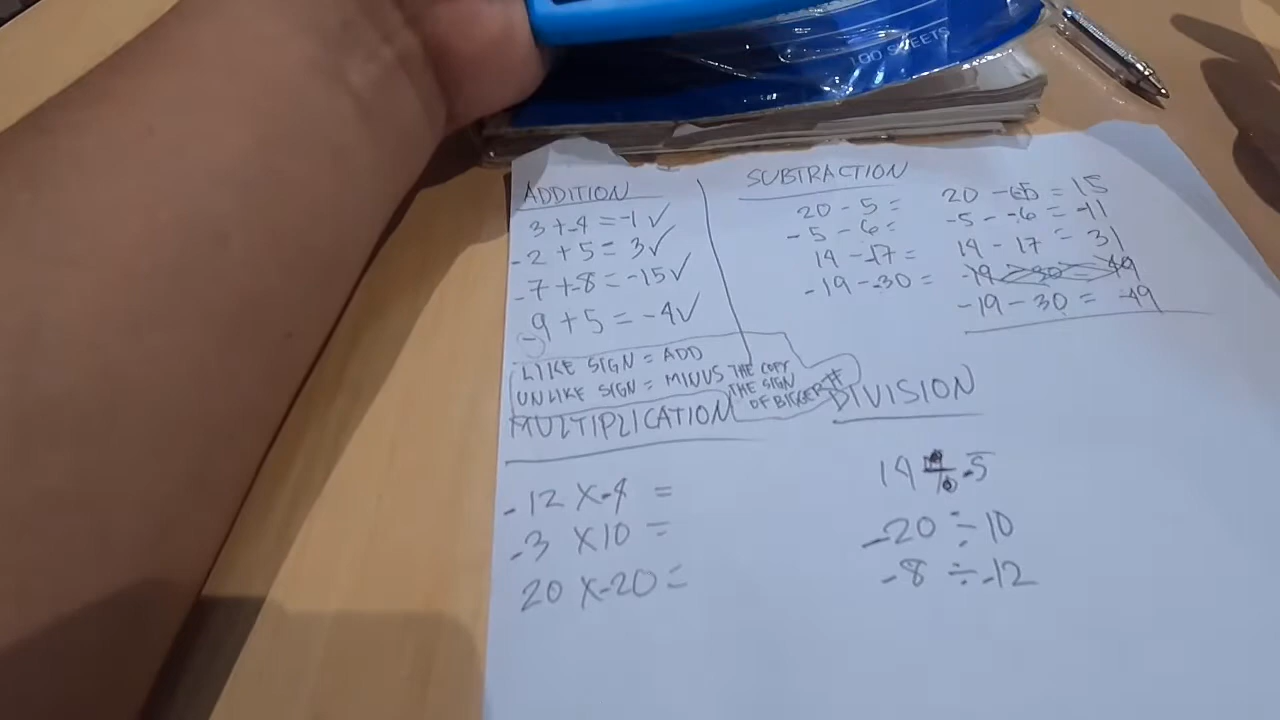 100 SHEETS
ADDITION
3 + -4 = -1 ✓
-2 + 5 = 3 ✓
-7 + -8 = -15 ✓
-9 + 5 = -4 ✓
LIKE SIGN = ADD
UNLIKE SIGN = MINUS THE COPY
THE SIGN
OF BIGGER #
SUBTRACTION
20 - 5 =
-5 - 6 =
14 - -17 =
-19 - -30 =
= 15
-5 - -6 = -11
14 - 17 = 31
-19 - 30 = -49
MULTIPLICATION
-12 X -4 =
-3 X 10 =
20 X -20 =
DIVISION
-20 ÷ 10
-8 ÷ -12